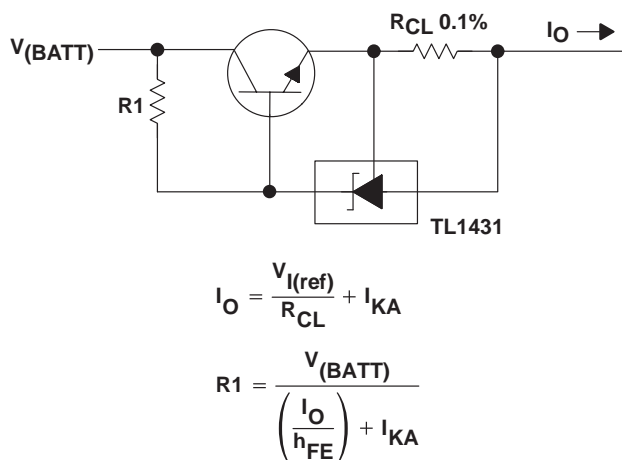 RCL 0.1%
IO
V(BATT)
R1
TL1431
IO = VI(ref) / RCL + IKA
R1 = V(BATT) / ((IO / hFE) + IKA)